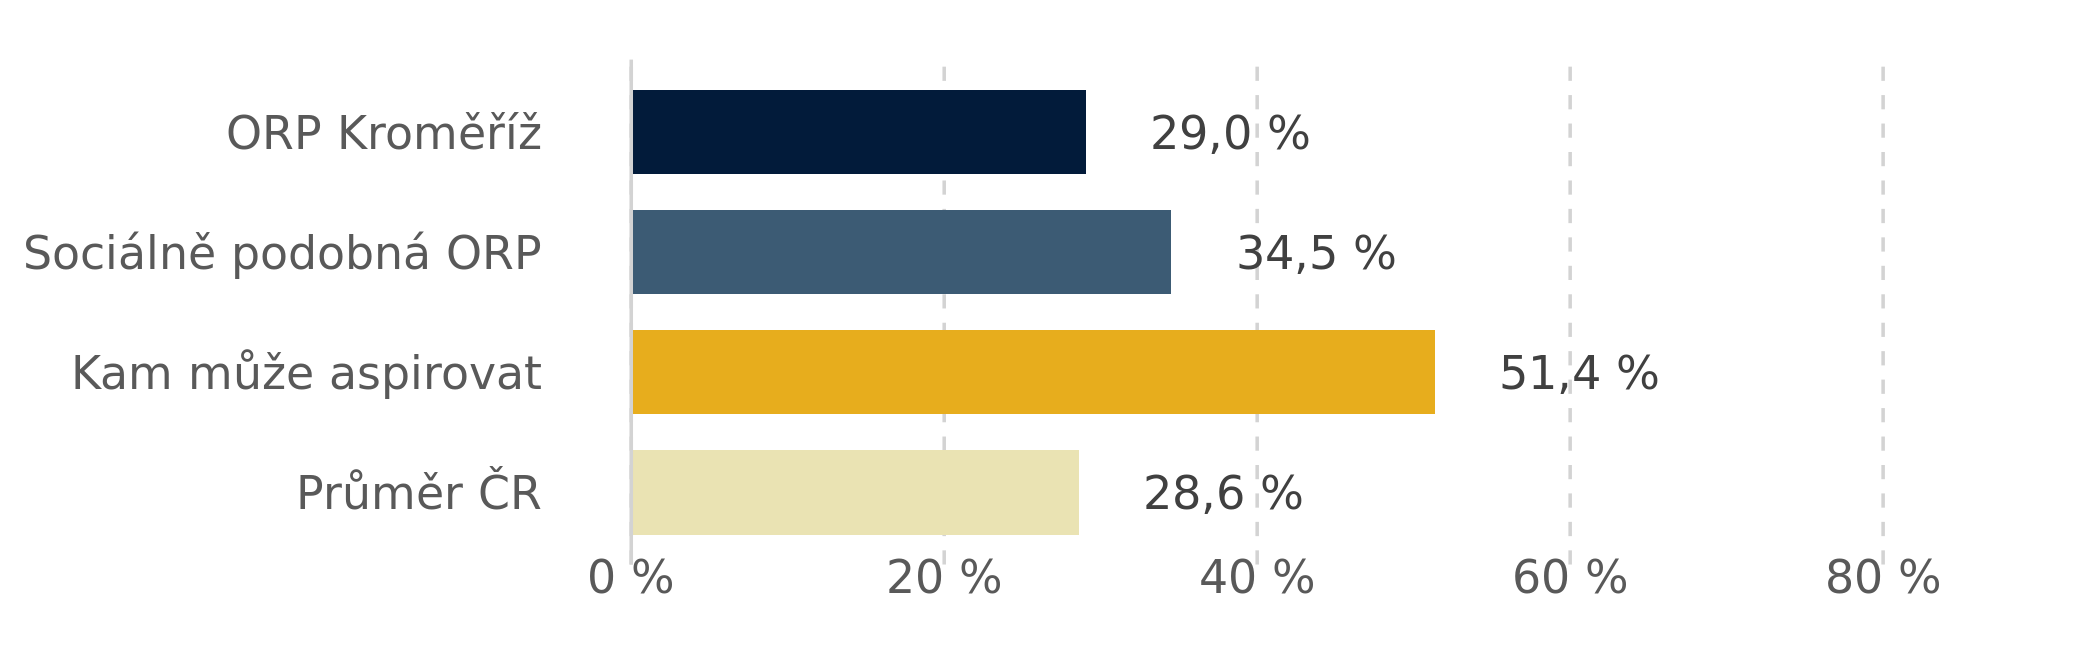 ORP Kroměříž
29,0 %
Sociálně podobná ORP
34,5 %
Kam může aspirovat
51,4 %
Průměr ČR
28,6 %
0 %
20 %
40 %
60 %
80 %